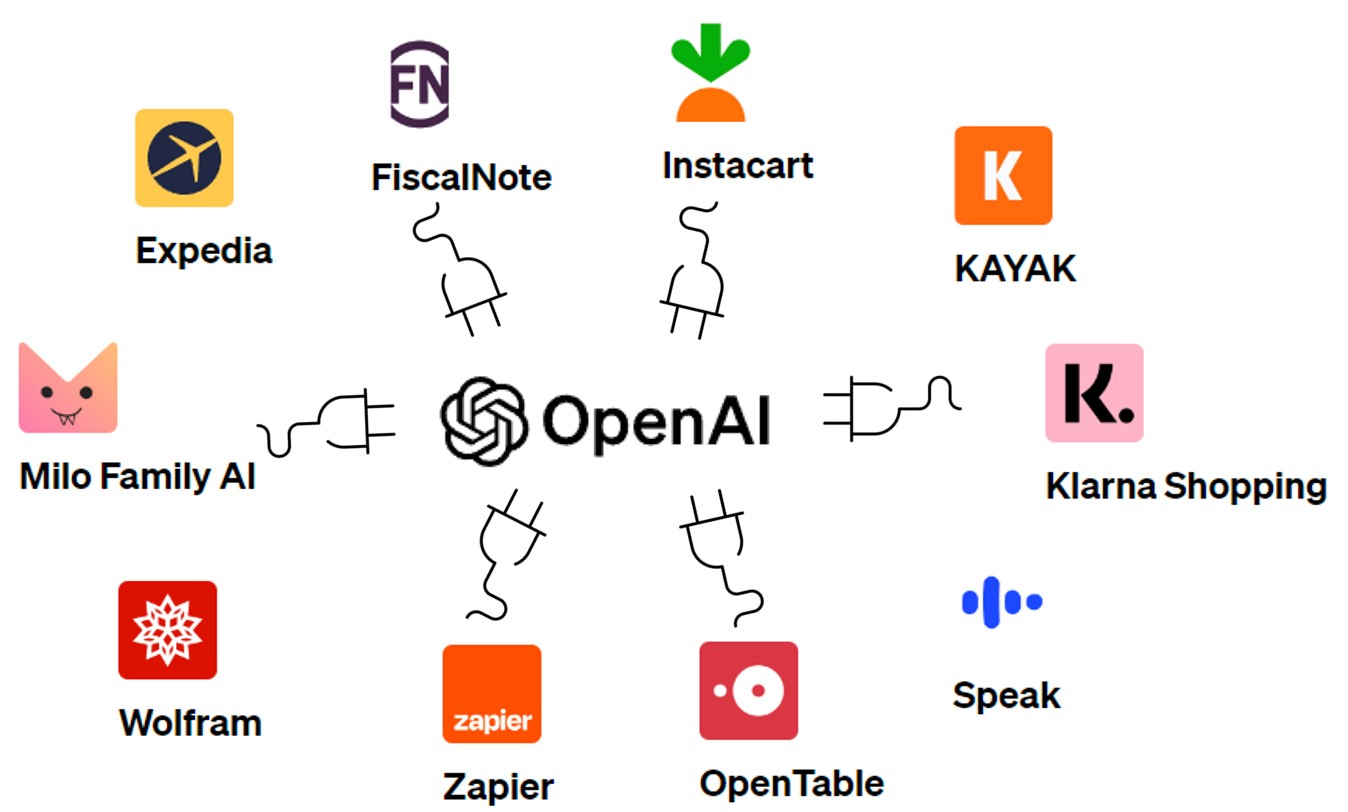 FN
FiscalNote
Instacart
Expedia
K
KAYAK
Milo Family AI
OpenAI
K.
Klarna Shopping
Wolfram
zapier
Zapier
OpenTable
Speak